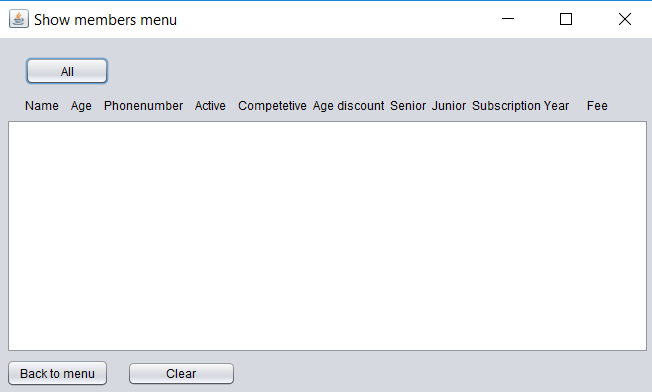 Show members menu
All
Name Age Phonenumber Active Competetive Age discount Senior Junior Subscription Year Fee
Back to menu Clear